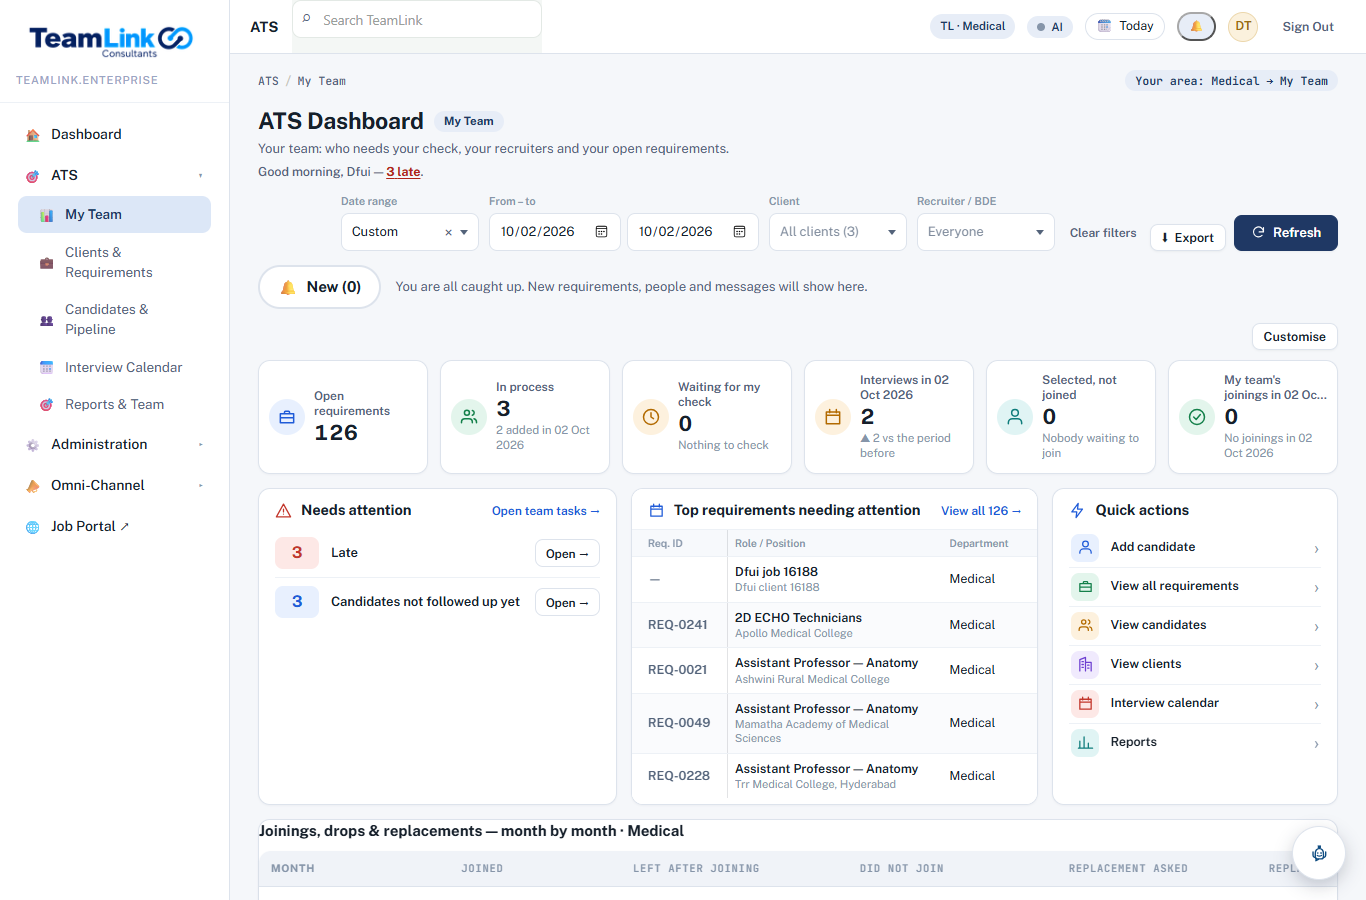 TeamLink
Consultants
TEAMLINK.ENTERPRISE
Dashboard
ATS
My Team
Clients &
Requirements
Candidates &
Pipeline
Interview Calendar
Reports & Team
Administration
Omni-Channel
Job Portal ↗
ATS
Search TeamLink
TL · Medical
AI
Today
DT
Sign Out
ATS / My Team
Your area: Medical → My Team
ATS Dashboard
My Team
Your team: who needs your check, your recruiters and your open requirements.
Good morning, Dfui — 3 late.
Date range
From – to
Client
Recruiter / BDE
Custom
10/02/2026
10/02/2026
All clients (3)
Everyone
Clear filters
⬇ Export
Refresh
New (0)
You are all caught up. New requirements, people and messages will show here.
Customise
Open
requirements
126
In process
3
2 added in 02 Oct
2026
Waiting for my
check
0
Nothing to check
Interviews in 02
Oct 2026
2
▲ 2 vs the period
before
Selected, not
joined
0
Nobody waiting to
join
My team's
joinings in 02 Oc...
0
No joinings in 02
Oct 2026
Needs attention
Open team tasks →
3
Late
Open →
3
Candidates not followed up yet
Open →
Top requirements needing attention
View all 126 →
Req. ID
Role / Position
Department
—
Dfui job 16188
Dfui client 16188
Medical
REQ-0241
2D ECHO Technicians
Apollo Medical College
Medical
REQ-0021
Assistant Professor — Anatomy
Ashwini Rural Medical College
Medical
REQ-0049
Assistant Professor — Anatomy
Mamatha Academy of Medical
Sciences
Medical
REQ-0228
Assistant Professor — Anatomy
Trr Medical College, Hyderabad
Medical
Quick actions
Add candidate
View all requirements
View candidates
View clients
Interview calendar
Reports
Joinings, drops & replacements — month by month · Medical
MONTH
JOINED
LEFT AFTER JOINING
DID NOT JOIN
REPLACEMENT ASKED